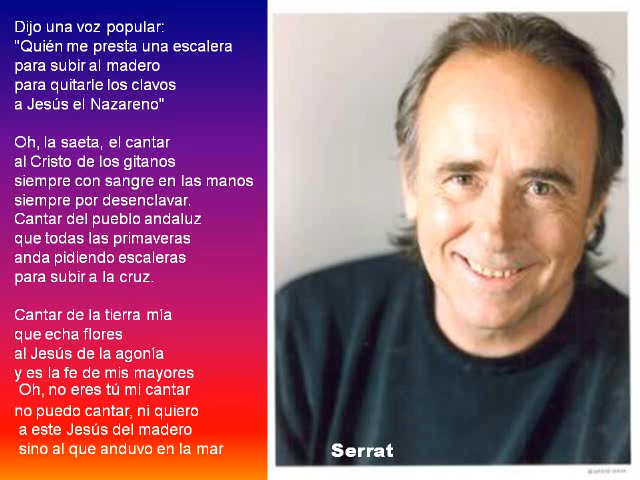 Dijo una voz popular:
"Quién me presta una escalera
para subir al madero
para quitarle los clavos
a Jesús el Nazareno"
Oh, la saeta, el cantar
al Cristo de los gitanos
siempre con sangre en las manos
siempre por desenclavar.
Cantar del pueblo andaluz
que todas las primaveras
anda pidiendo escaleras
para subir a la cruz.
Cantar de la tierra mía
que echa flores
al Jesús de la agonía
y es la fe de mis mayores
Oh, no eres tú mi cantar
no puedo cantar, ni quiero
a este Jesús del madero
sino al que anduvo en la mar
Serrat